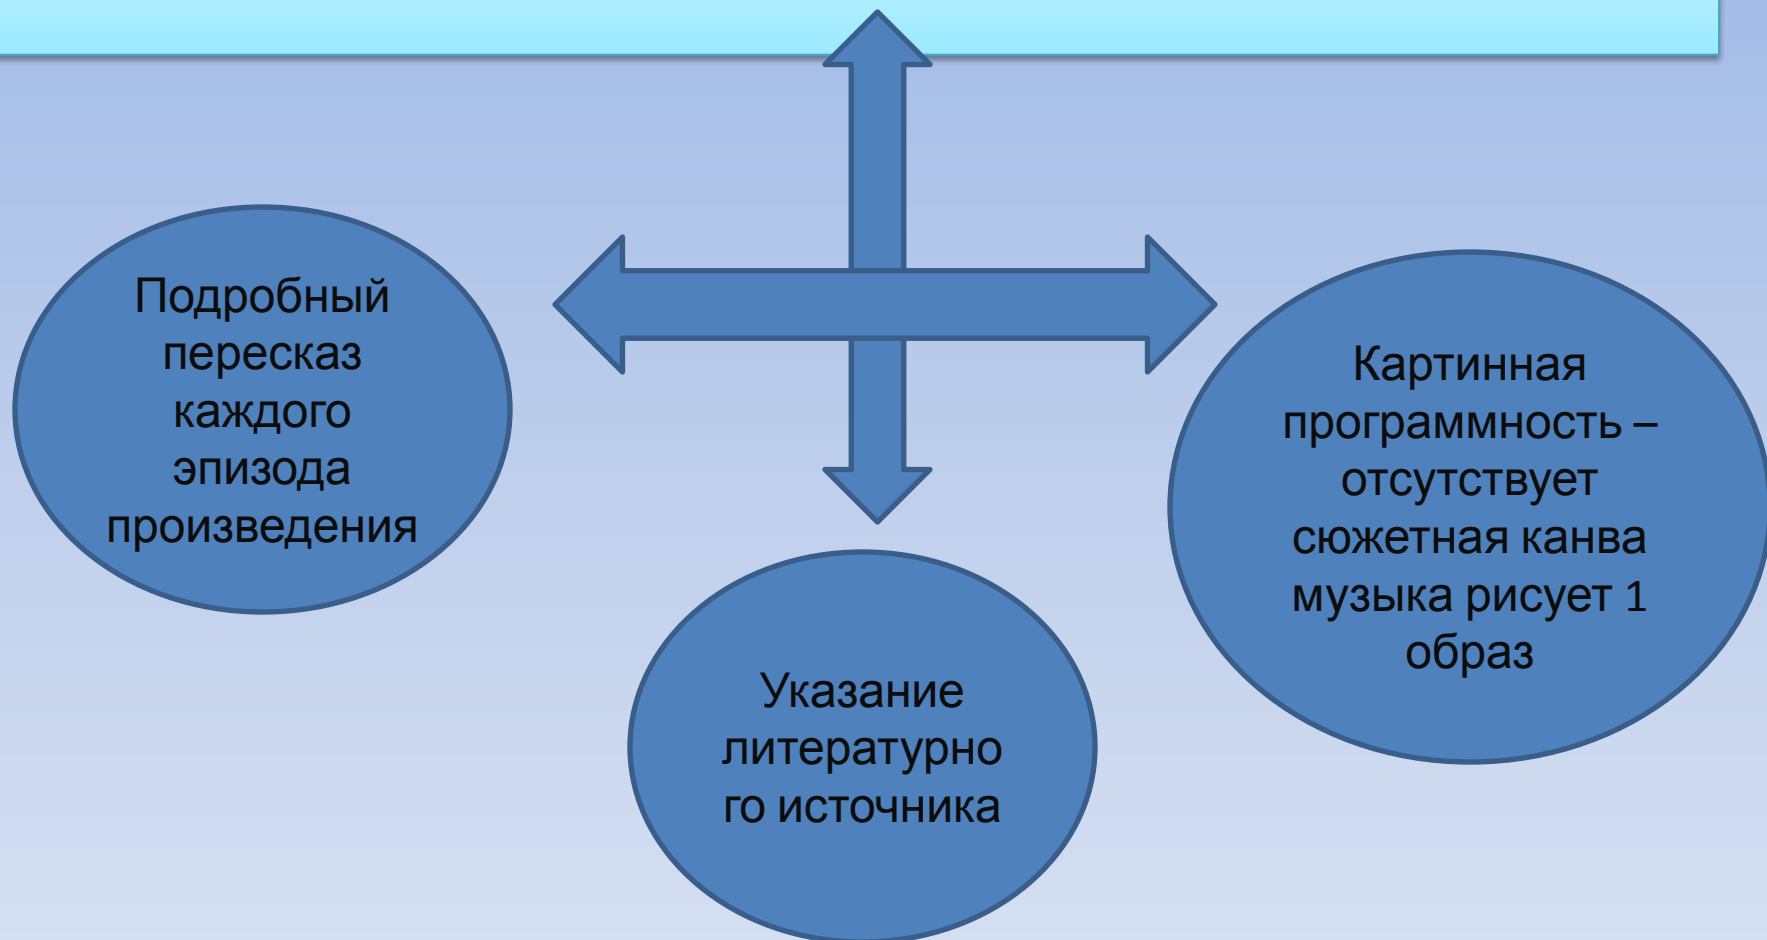 Подробный
пересказ
каждого
эпизода
произведения
Указание
литературно
го источника
Картинная
программность –
отсутствует
сюжетная канва
музыка рисует 1
образ